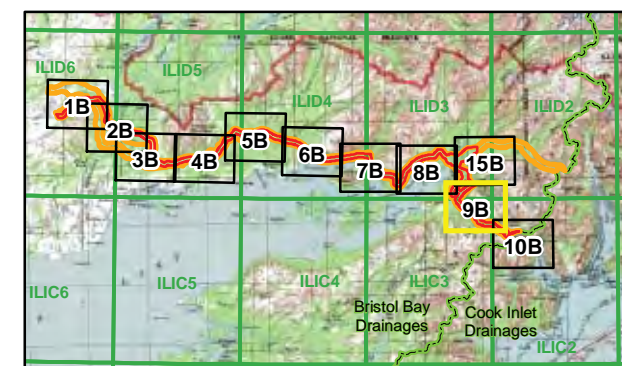 ILID6
ILID5
ILID4
ILID3
ILID2
1B
2B
3B
4B
5B
6B
7B
8B
15B
9B
10B
ILIC6
ILIC5
ILIC4
ILIC3
ILIC2
Bristol Bay
Drainages
Cook Inlet
Drainages